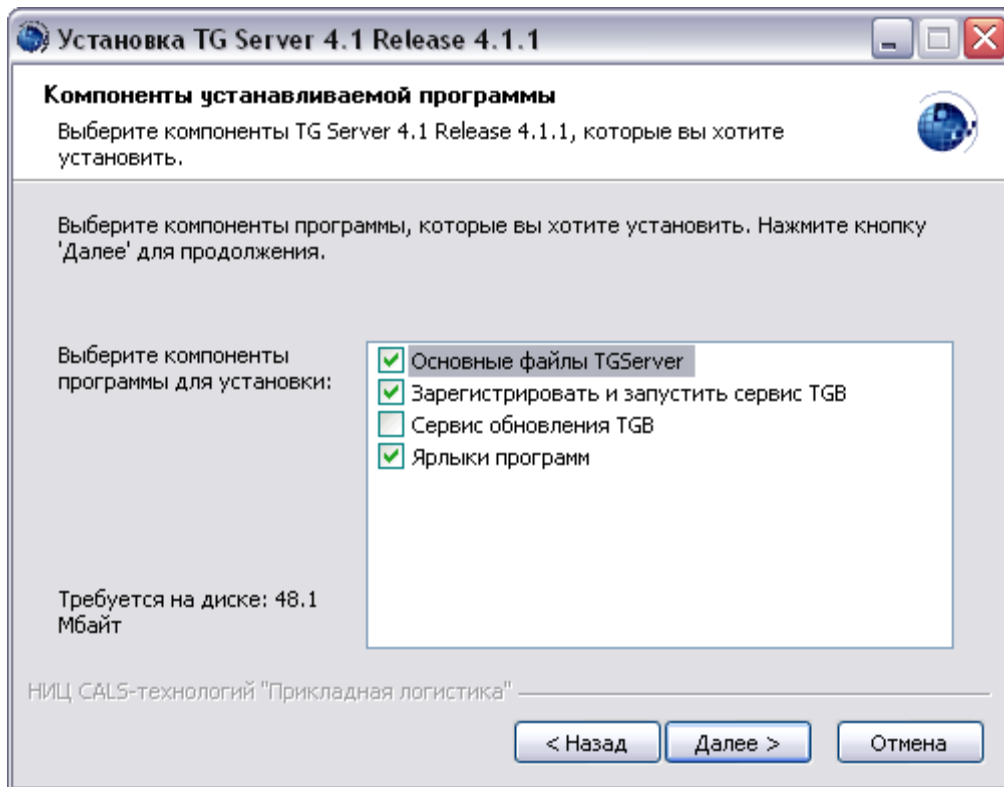 Установка TG Server 4.1 Release 4.1.1
Компоненты устанавливаемой программы
Выберите компоненты TG Server 4.1 Release 4.1.1, которые вы хотите
установить.
Выберите компоненты программы, которые вы хотите установить. Нажмите кнопку
'Далее' для продолжения.
Выберите компоненты
программы для установки:
Основные файлы TGServer
Зарегистрировать и запустить сервис TGB
Сервис обновления TGB
Ярлыки программ
Требуется на диске: 48.1
Мбайт
НИЦ CALS-технологий "Прикладная логистика"
< Назад
Далее >
Отмена